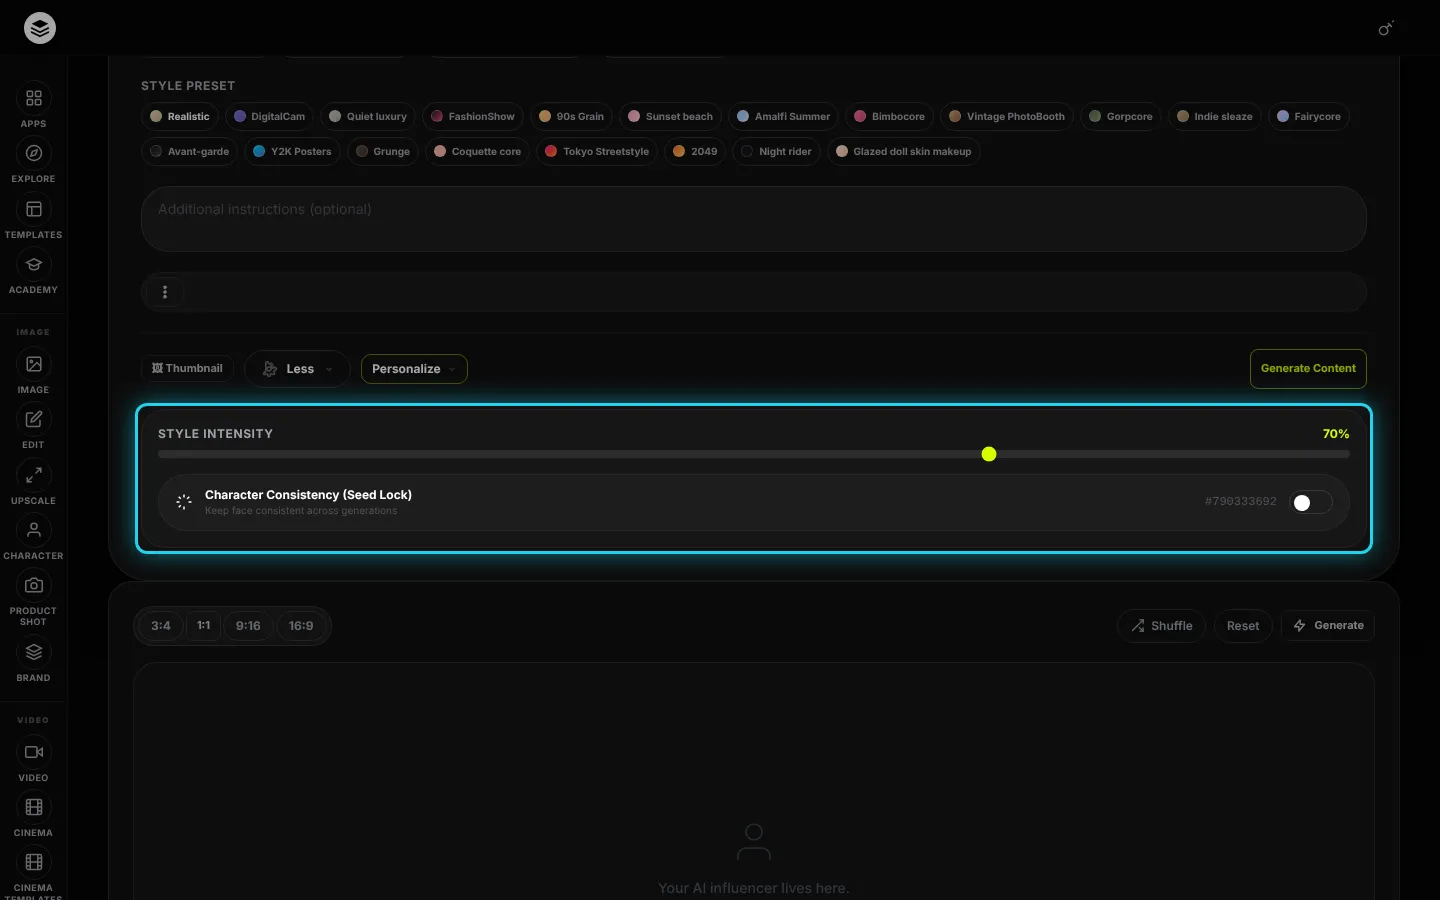 STYLE PRESET
Realistic
DigitalCam
Quiet luxury
FashionShow
90s Grain
Sunset beach
Amalfi Summer
Bimbocore
Vintage PhotoBooth
Gorpcore
Indie sleaze
Fairycore
Avant-garde
Y2K Posters
Grunge
Coquette core
Tokyo Streetstyle
2049
Night rider
Glazed doll skin makeup
Additional instructions (optional)
Thumbnail
Less
Personalize
Generate Content
STYLE INTENSITY
70%
Character Consistency (Seed Lock)
Keep face consistent across generations
#790333692
3:4
1:1
9:16
16:9
Shuffle
Reset
Generate
Your AI influencer lives here.
APPS
EXPLORE
TEMPLATES
ACADEMY
IMAGE
IMAGE
EDIT
UPSCALE
CHARACTER
PRODUCT
SHOT
BRAND
VIDEO
VIDEO
CINEMA
CINEMA
TEMPLATES